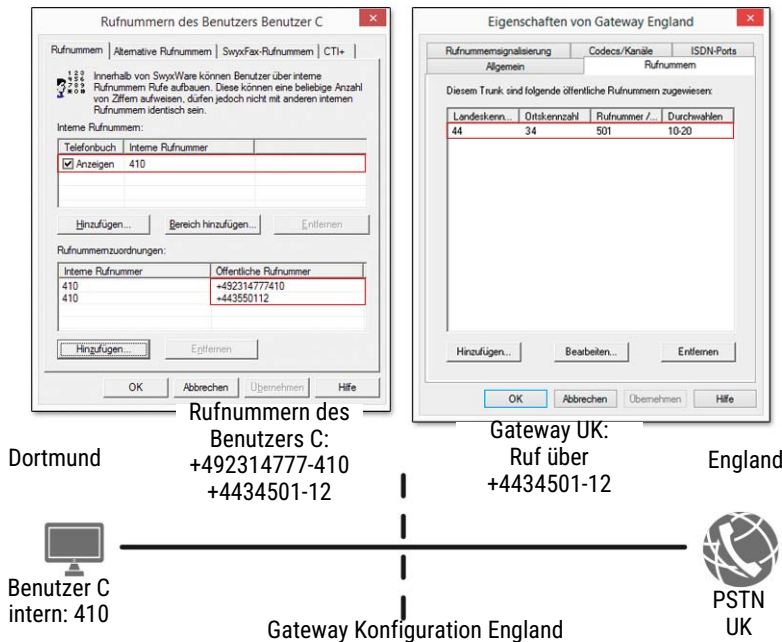 Rufnummern des Benutzers Benutzer C
Rufnummern
Alternative Rufnummern
SwyxFax-Rufnummern
CTI+
Innerhalb von SwyxWare können Benutzer über interne
Rufnummern Rufe aufbauen. Diese können eine beliebige Anzahl
von Ziffern aufweisen, dürfen jedoch nicht mit anderen internen
Rufnummern identisch sein.
Interne Rufnummern:
Telefonbuch Interne Rufnummer
Anzeigen 410
Hinzufügen... Bereich hinzufügen... Entfernen
Rufnummernzuordnungen:
Interne Rufnummer Öffentliche Rufnummer
410 +492314777410
410 +443550112
Hinzufügen... Entfernen
OK Abbrechen Übernehmen Hilfe
Eigenschaften von Gateway England
Rufnummernsignalisierung Codecs/Kanäle ISDN-Ports
Allgemein Rufnummern
Diesem Trunk sind folgende öffentliche Rufnummern zugewiesen:
Landeskenn... Ortskennzahl Rufnummer /... Durchwahlen
44 34 501 10-20
Hinzufügen... Bearbeiten... Entfernen
OK Abbrechen Übernehmen Hilfe
Dortmund
Rufnummern des
Benutzers C:
+492314777-410
+4434501-12
Gateway UK:
Ruf über
+4434501-12
England
Benutzer C
intern: 410
Gateway Konfiguration England
PSTN
UK